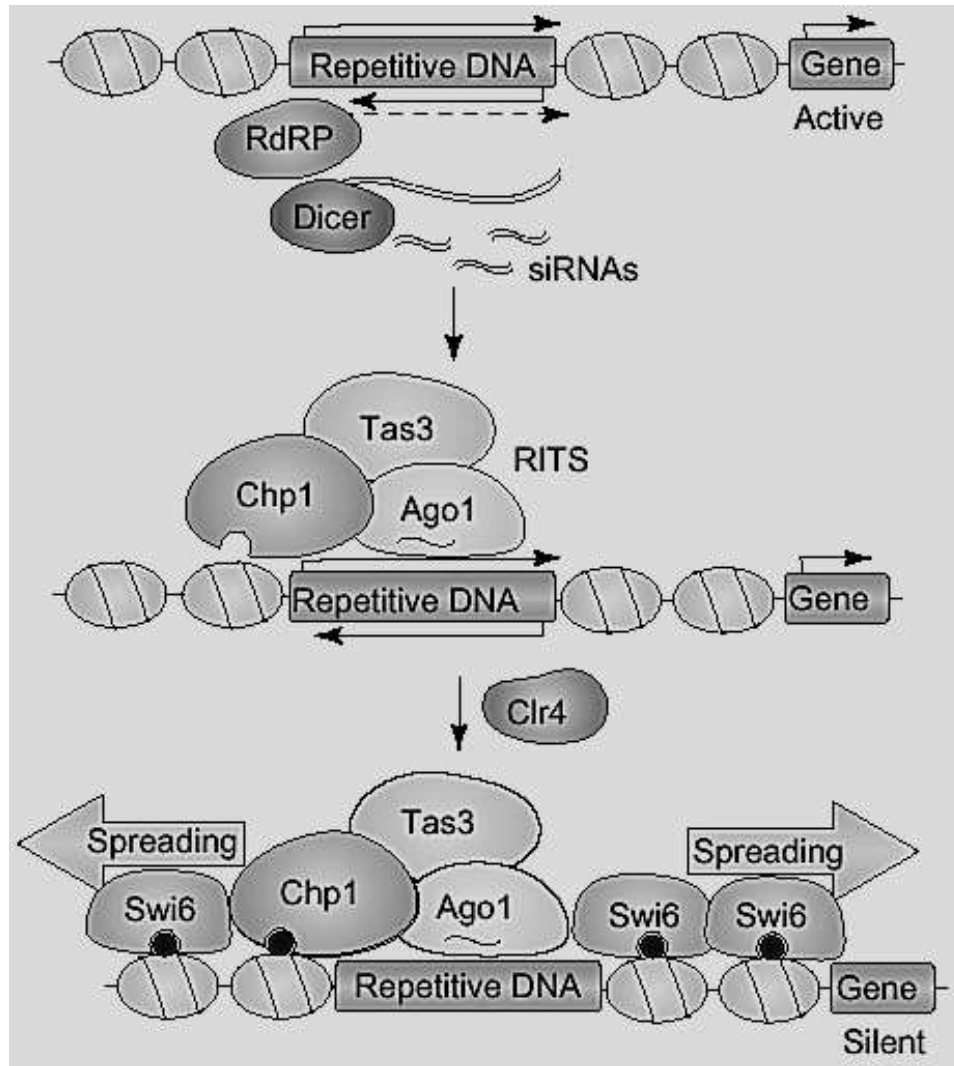 Repetitive DNA
Gene
Active
RdRP
Dicer
siRNAs
Tas3
RITS
Chp1
Ago1
Repetitive DNA
Gene
Clr4
Tas3
Spreading
Spreading
Chp1
Swi6
Ago1
Swi6
Swi6
Repetitive DNA
Gene
Silent